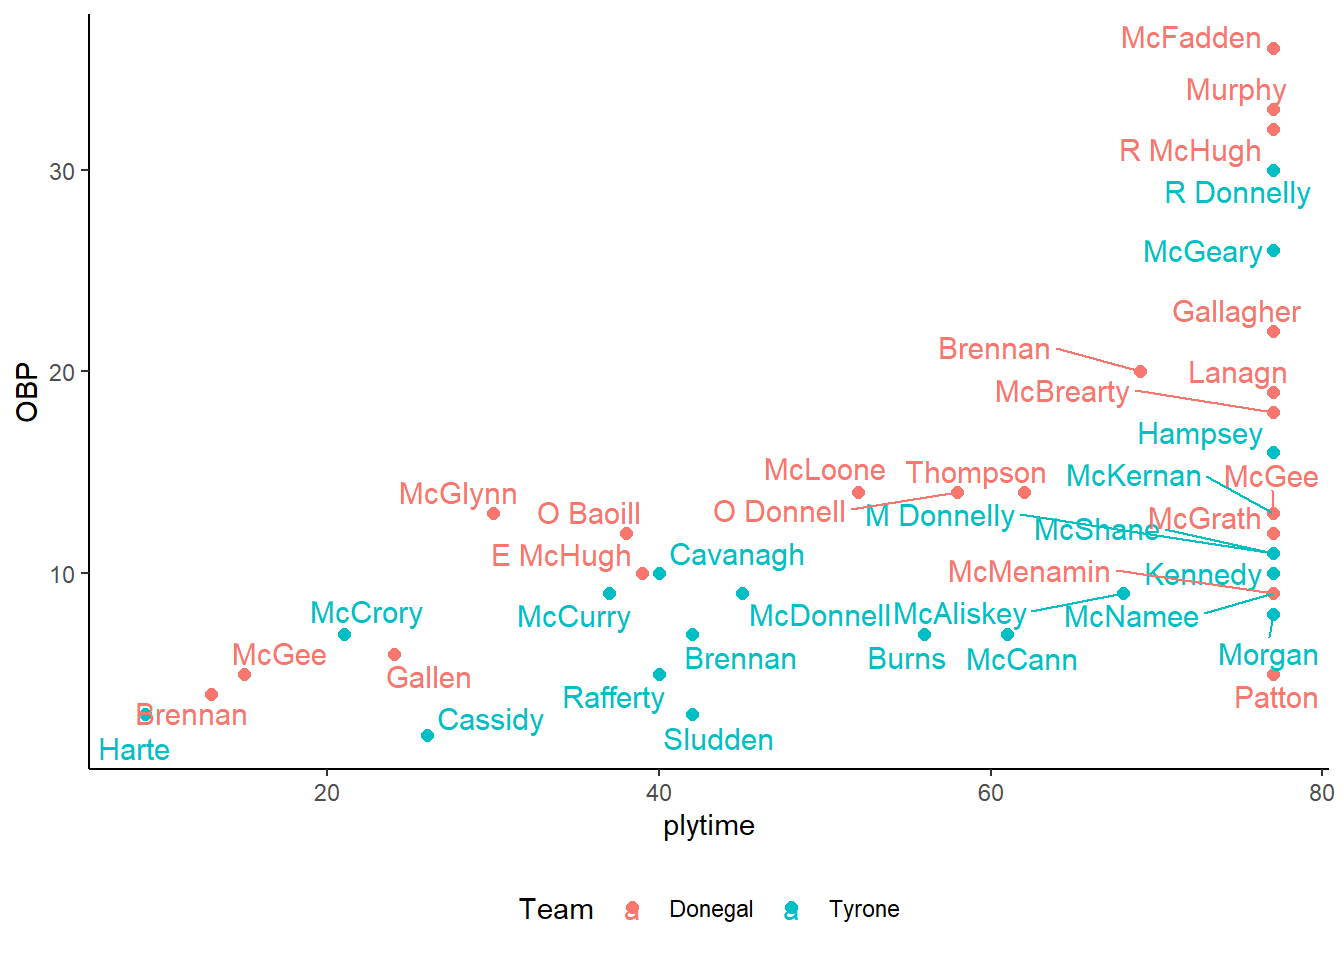 McFadden
Murphy
R McHugh
30
R Donnelly
McGeary
Gallagher
Brennan
20
Lanagn
McBrearty
Hampsey
McLoone
Thompson
McKernan
McGee
McGlynn
O Baoill
O Donnell
M Donnelly
McShane
McGrath
E McHugh
Cavanagh
10
McMenamin
Kennedy
McCrory
McCurry
McDonnell
McAliskey
McNamee
McGee
Gallen
Brennan
Burns
McCann
Morgan
Rafferty
Patton
Brennan
Cassidy
Sludden
Harte
OBP
20 40 60 80
plytime
Team a Donegal a Tyrone